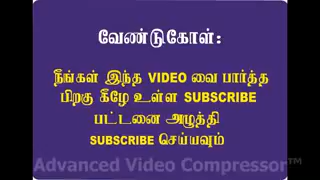 வேண்டுகோள்:
நீங்கள் இந்த VIDEO வை பார்த்த
பிறகு கீழே உள்ள SUBSCRIBE
பட்டனை அழுத்தி
SUBSCRIBE செய்யவும்
Advanced Video Compressor™